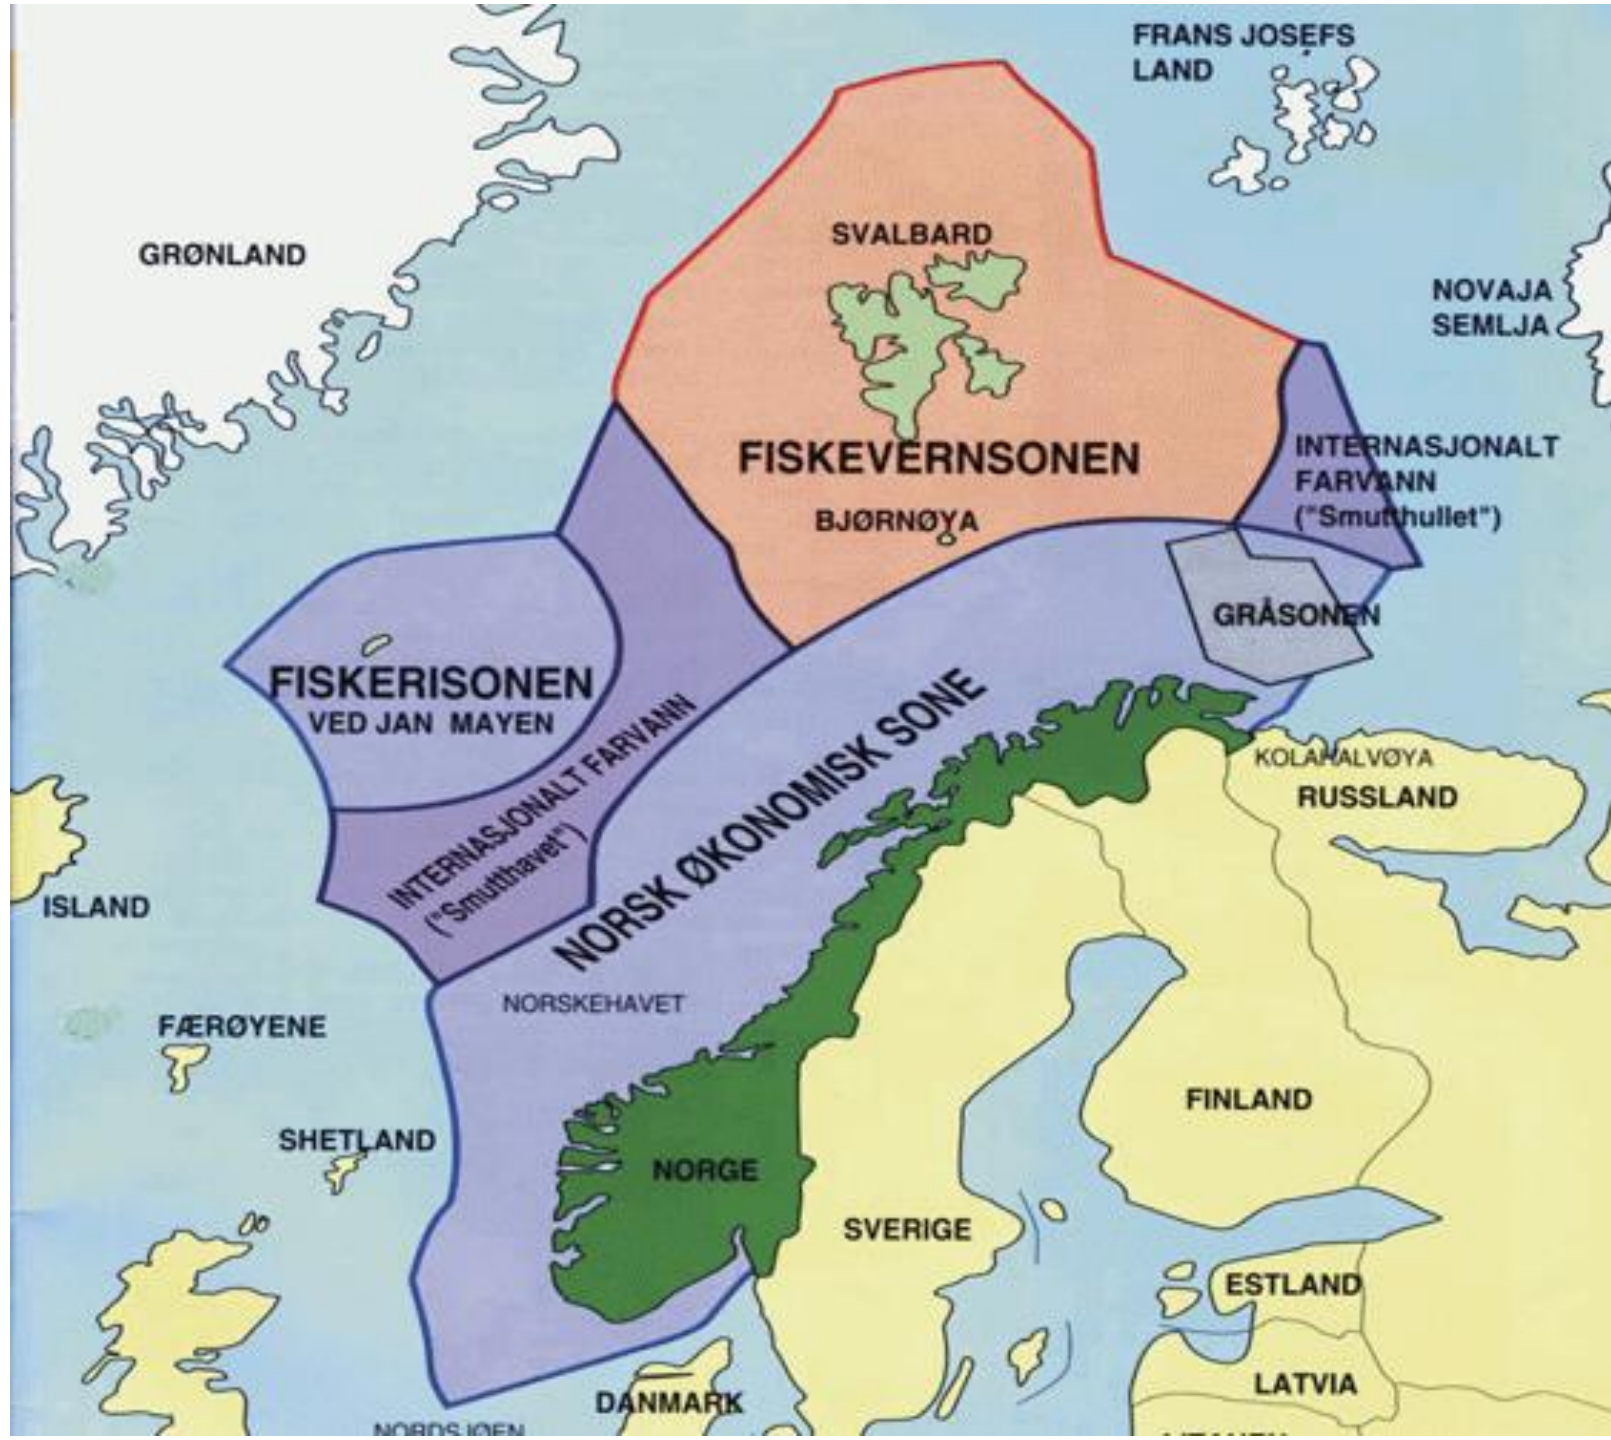 FRANS JOSEFS
LAND
SVALBARD
GRØNLAND
NOVAJA
SEMLJA
FISKEVERNSONEN
INTERNASJONALT
FARVANN
("Smutthullet")
BJØRNØYA
GRÅSONEN
FISKERISONEN
VED JAN MAYEN
INTERNASJONALT FARVANN
("Smutthavet")
NORSK ØKONOMISK SONE
KOLAHALVØYA
RUSSLAND
ISLAND
NORSKEHAVET
FÆRØYENE
FINLAND
SHETLAND
NORGE
SVERIGE
ESTLAND
LATVIA
DANMARK
NORDSJØEN